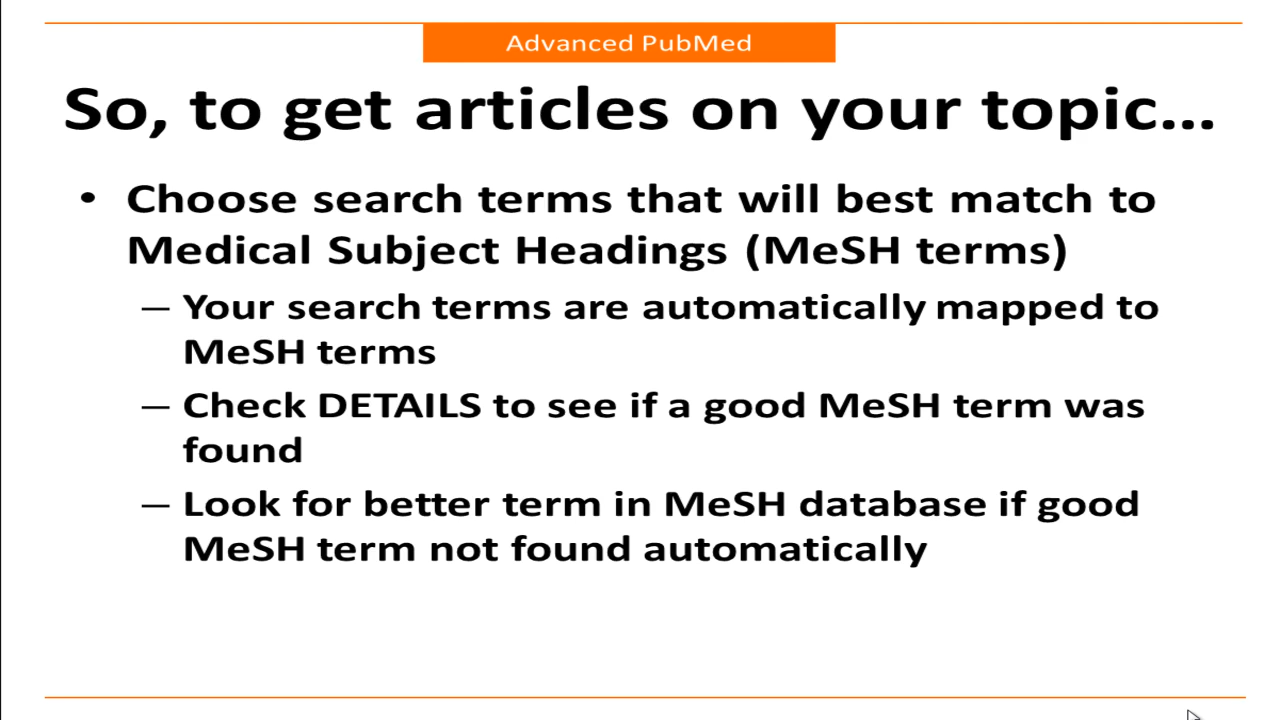 Advanced PubMed
So, to get articles on your topic...
• Choose search terms that will best match to
Medical Subject Headings (MeSH terms)
– Your search terms are automatically mapped to
MeSH terms
– Check DETAILS to see if a good MeSH term was
found
– Look for better term in MeSH database if good
MeSH term not found automatically